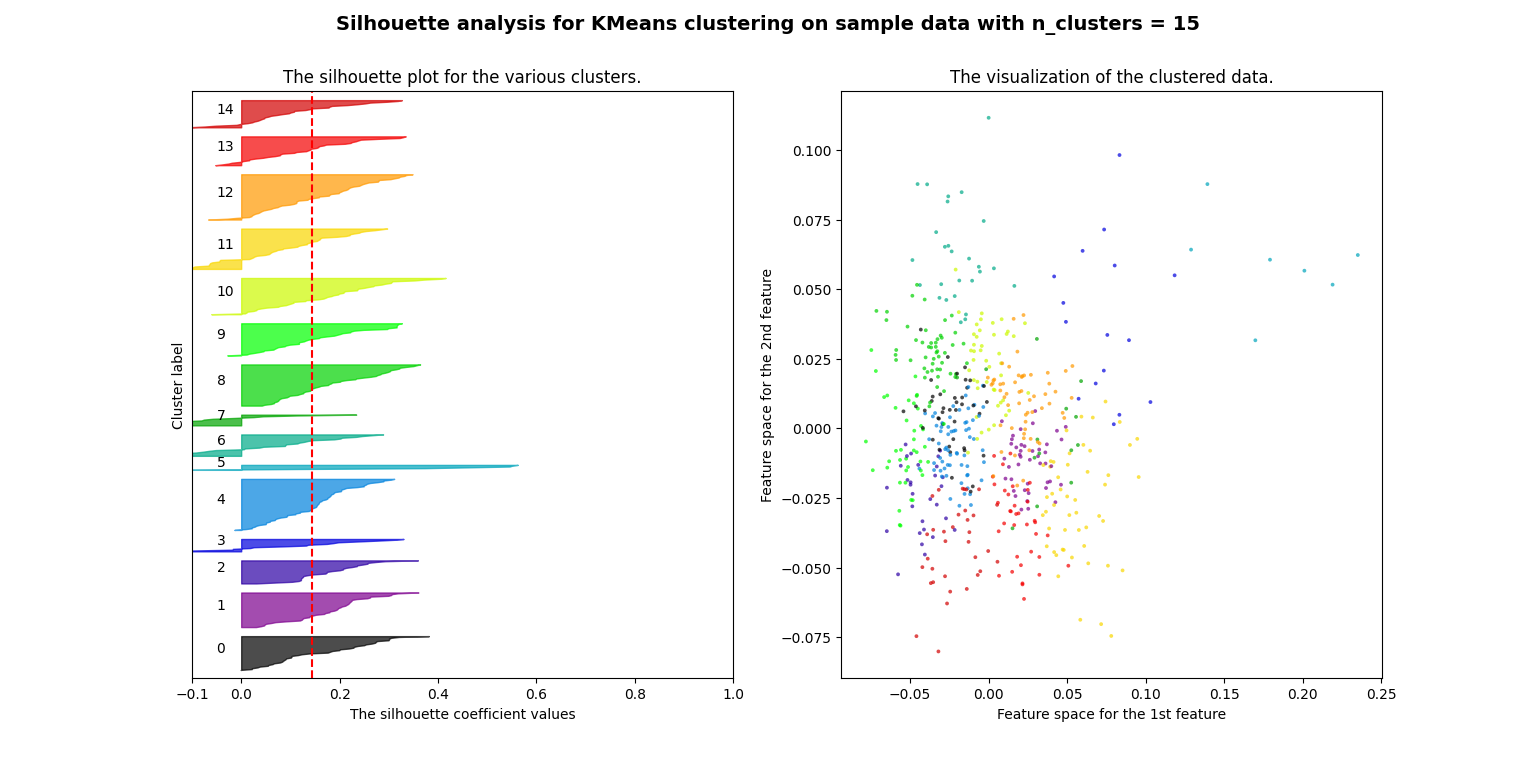 Silhouette analysis for KMeans clustering on sample data with n_clusters = 15
The silhouette plot for the various clusters.
Cluster label
14
13
12
11
10
9
8
7
6
5
4
3
2
1
0
−0.1 0.0 0.2 0.4 0.6 0.8 1.0
The silhouette coefficient values
The visualization of the clustered data.
Feature space for the 2nd feature
0.100
0.075
0.050
0.025
0.000
−0.025
−0.050
−0.075
−0.05 0.00 0.05 0.10 0.15 0.20 0.25
Feature space for the 1st feature